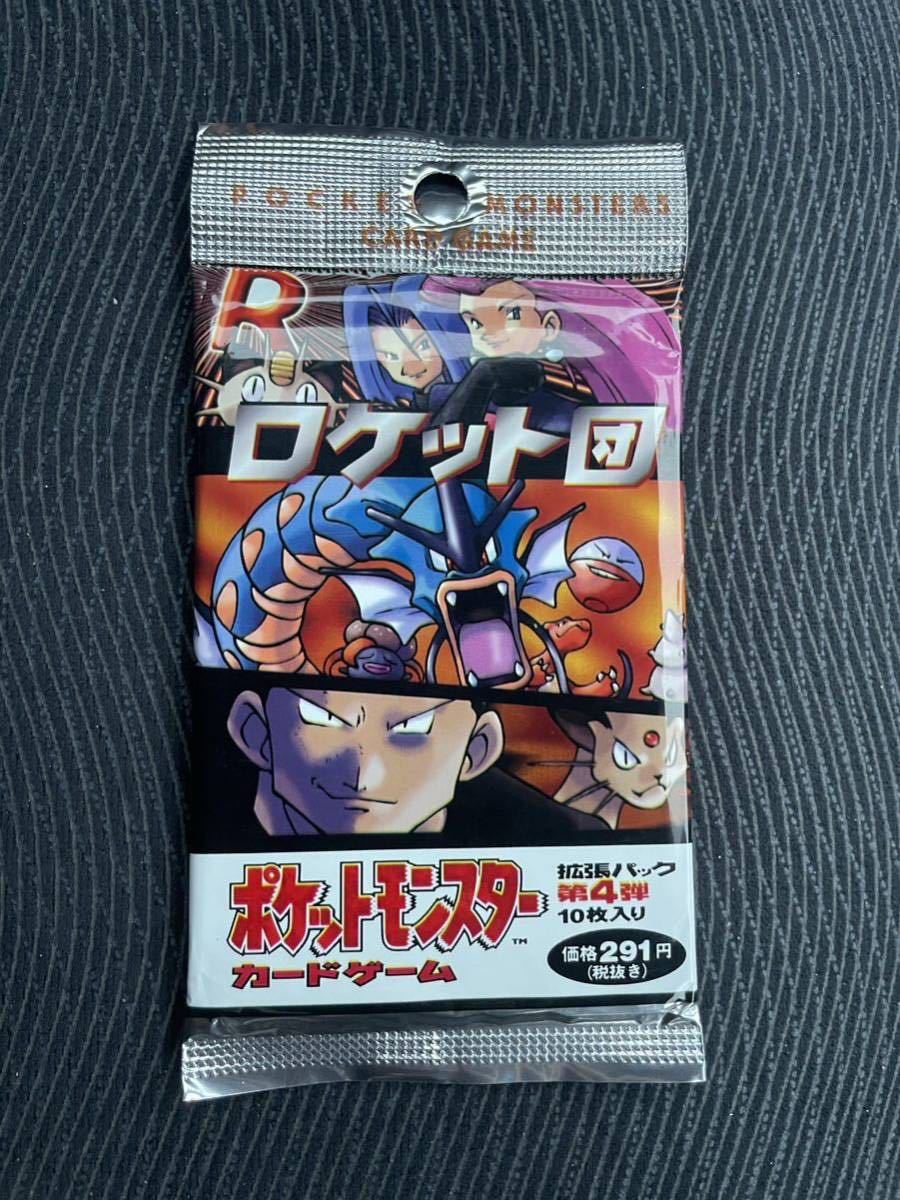 POCKET MONSTERS
CARD GAME
R
ロケット団
ポケットモンスター
TM
カードゲーム
拡張パック
第4弾
10枚入り
価格291円
(税抜き)